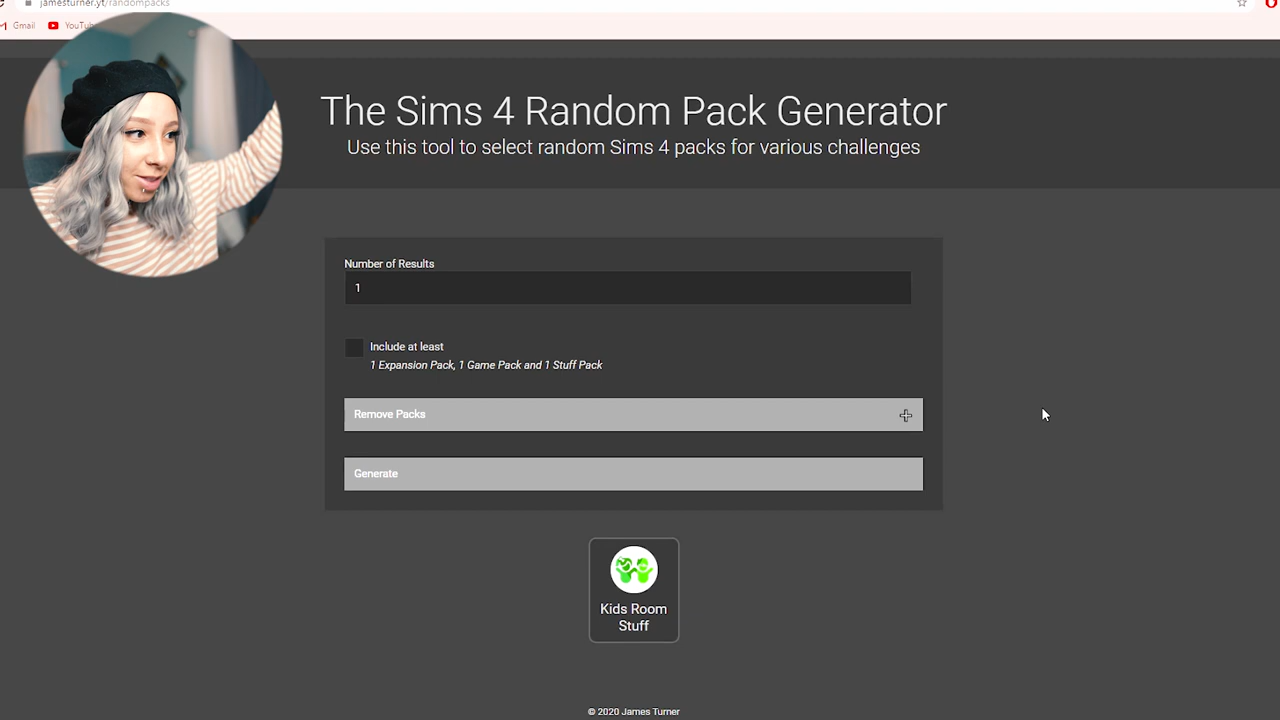 jamesturner.yt/randompacks
Gmail
YouTube
The Sims 4 Random Pack Generator
Use this tool to select random Sims 4 packs for various challenges
Number of Results
1
Include at least
1 Expansion Pack, 1 Game Pack and 1 Stuff Pack
Remove Packs
Generate
Kids Room
Stuff
© 2020 James Turner